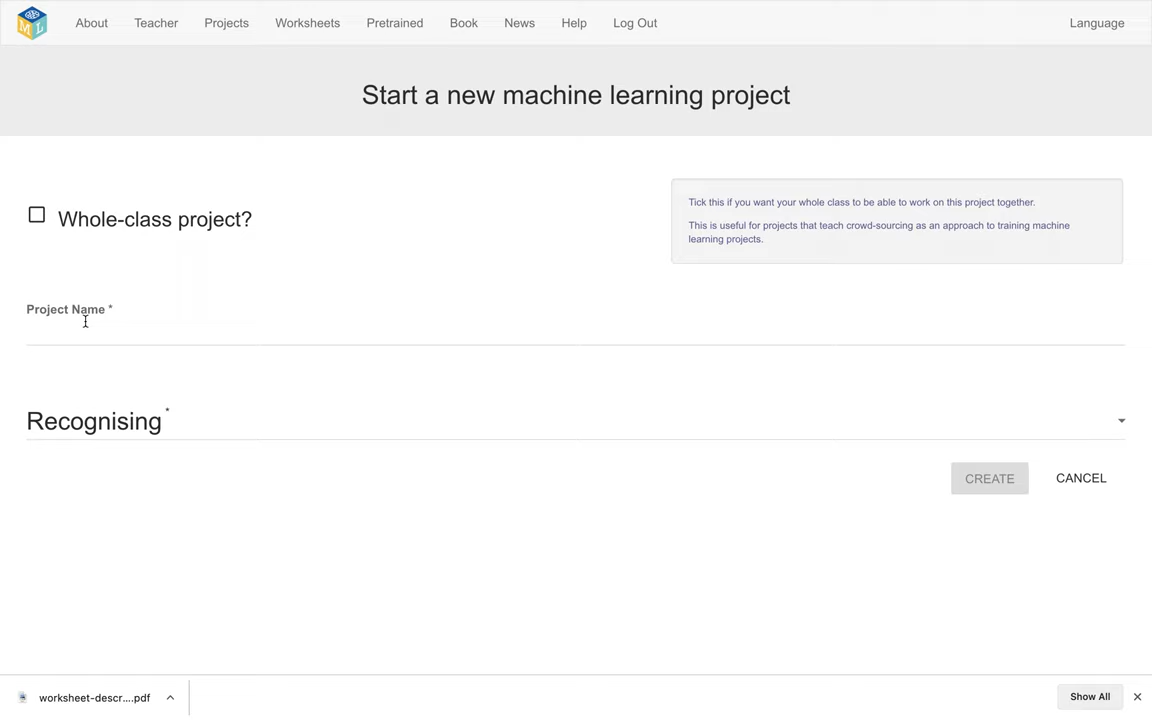 About Teacher Projects Worksheets Pretrained Book News Help Log Out Language
Start a new machine learning project
Whole-class project?
Tick this if you want your whole class to be able to work on this project together.
This is useful for projects that teach crowd-sourcing as an approach to training machine
learning projects.
Project Name *
Recognising *
CREATE CANCEL
worksheet-descr....pdf Show All